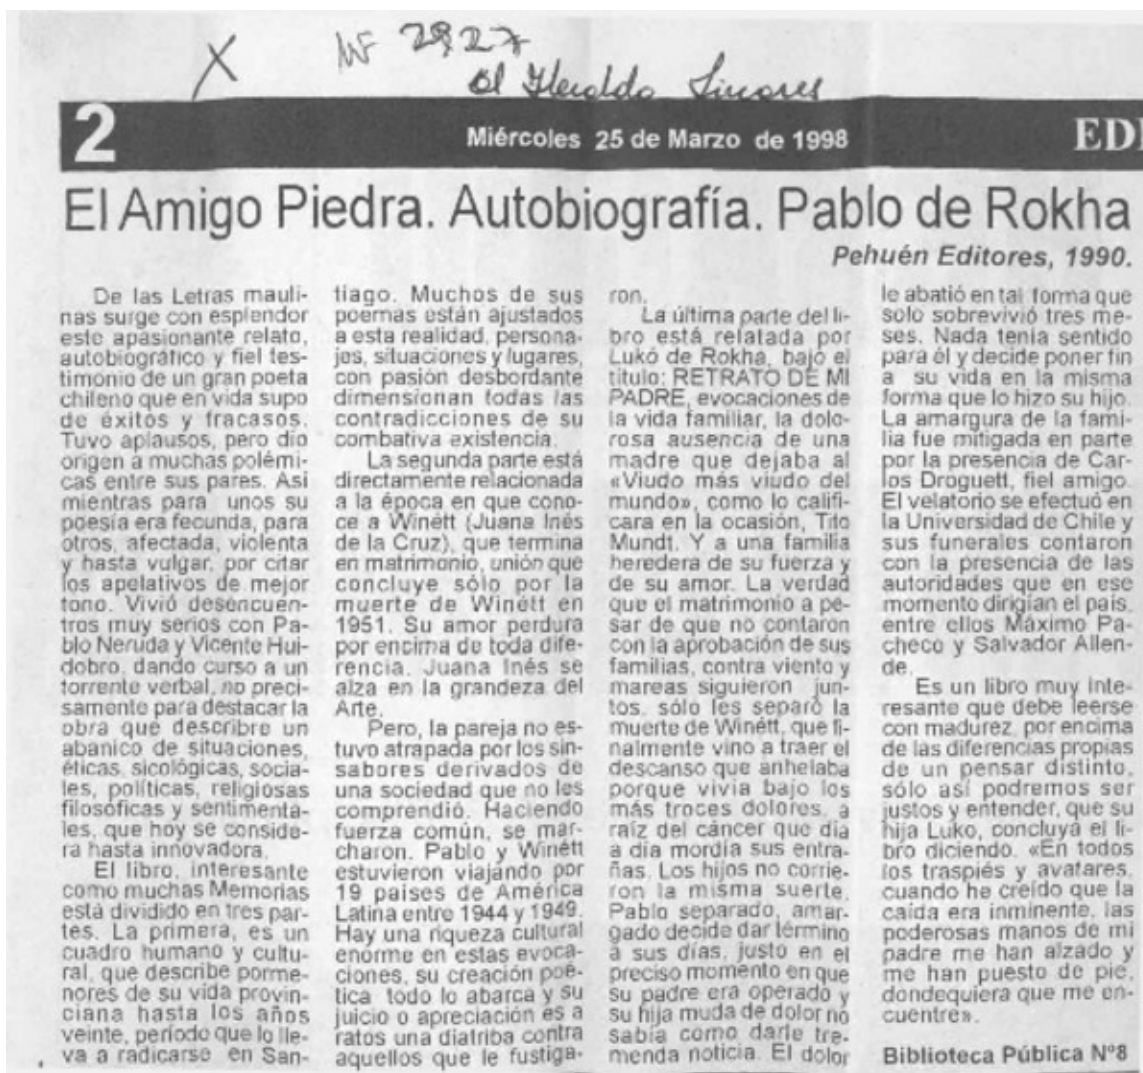 X
NF 2927
El Heraldo Linares
2
Miércoles 25 de Marzo de 1998
EDI
El Amigo Piedra. Autobiografía. Pablo de Rokha
Pehuén Editores, 1990.
De las Letras mauli-
nas surge con esplendor
este apasionante relato,
autobiográfico y fiel tes-
timonio de un gran poeta
chileno que en vida supo
de éxitos y fracasos.
Tuvo aplausos, pero dio
origen a muchas polémi-
cas entre sus pares. Asi
mientras para unos su
poesía era fecunda, para
otros, afectada, violenta
y hasta vulgar, por citar
los apelativos de mejor
tono. Vivió desencuen-
tros muy serios con Pa-
blo Neruda y Vicente Hui-
dobro, dando curso a un
torrente verbal, no preci-
samente para destacar la
obra que describe un
abanico de situaciones,
éticas, sicológicas, socia-
les, políticas, religiosas
filosóficas y sentimenta-
les, que hoy se conside-
ra hasta innovadora.
El libro, interesante
como muchas Memorias
está dividido en tres par-
tes. La primera, es un
cuadro humano y cultu-
ral, que describe porme-
nores de su vida provin-
ciana hasta los años
veinte, período que lo lle-
va a radicarse en San-
tiago. Muchos de sus
poemas están ajustados
a esta realidad, persona-
jes, situaciones y lugares,
con pasión desbordante
dimensionan todas las
contradicciones de su
combativa existencia.
La segunda parte está
directamente relacionada
a la época en que cono-
ce a Winétt (Juana Inés
de la Cruz), que termina
en matrimonio, unión que
concluye sólo por la
muerte de Winétt en
1951. Su amor perdura
por encima de toda dife-
rencia. Juana Inés se
alza en la grandeza del
Arte.
Pero, la pareja no es-
tuvo atrapada por los sin-
sabores derivados de
una sociedad que no les
comprendió. Haciendo
fuerza común, se mar-
charon. Pablo y Winétt
estuvieron viajando por
19 países de América
Latina entre 1944 y 1949.
Hay una riqueza cultural
enorme en estas evoca-
ciones, su creación poé-
tica todo lo abarca y su
juicio o apreciación es a
ratos una diatriba contra
aquellos que le fustiga-
ron.
La última parte del li-
bro está relatada por
Lukó de Rokha, bajo el
título: RETRATO DE MI
PADRE, evocaciones de
la vida familiar, la dolo-
rosa ausencia de una
madre que dejaba al
«Viudo más viudo del
mundo», como lo califi-
cara en la ocasión, Tito
Mundt. Y a una familia
heredera de su fuerza y
de su amor. La verdad
que el matrimonio a pe-
sar de que no contaron
con la aprobación de sus
familias, contra viento y
mareas siguieron jun-
tos, sólo les separó la
muerte de Winétt, que fi-
nalmente vino a traer el
descanso que anhelaba
porque vivía bajo los
más troces dolores, a
raíz del cáncer que día
a día mordía sus entra-
ñas. Los hijos no corrie-
ron la misma suerte.
Pablo separado, amar-
gado decide dar término
a sus días, justo en el
preciso momento en que
su padre era operado y
su hija muda de dolor no
sabía como darle tre-
menda noticia. El dolor
le abatió en tal forma que
solo sobrevivió tres me-
ses. Nada tenía sentido
para él y decide poner fin
a su vida en la misma
forma que lo hizo su hijo.
La amargura de la fami-
lia fue mitigada en parte
por la presencia de Car-
los Droguett, fiel amigo.
El velatorio se efectuó en
la Universidad de Chile y
sus funerales contaron
con la presencia de las
autoridades que en ese
momento dirigían el país,
entre ellos Máximo Pa-
checo y Salvador Allen-
de.
Es un libro muy inte-
resante que debe leerse
con madurez, por encima
de las diferencias propias
de un pensar distinto,
sólo así podremos ser
justos y entender, que su
hija Luko, concluya el li-
bro diciendo. «En todos
los traspiés y avatares,
cuando he creído que la
caída era inminente, las
poderosas manos de mi
padre me han alzado y
me han puesto de pie,
dondequiera que me en-
cuentre».
Biblioteca Pública Nº8